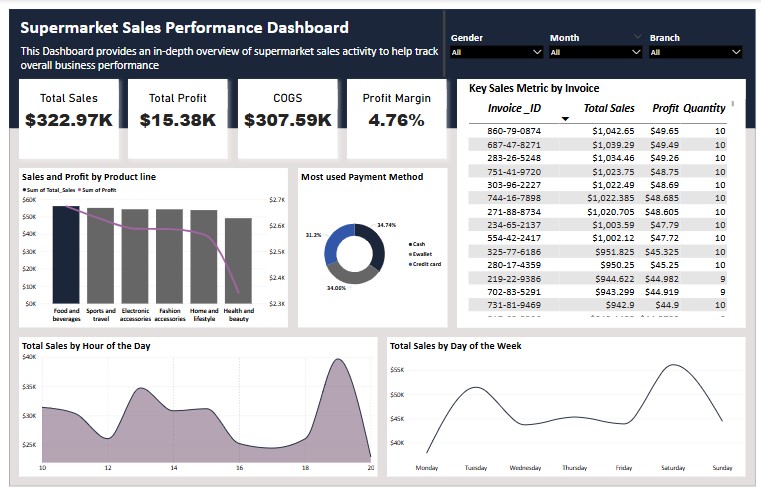 Supermarket Sales Performance Dashboard
This Dashboard provides an in-depth overview of supermarket sales activity to help track
overall business performance
Gender
Month
Branch
All
All
All
Total Sales
$322.97K
Total Profit
$15.38K
COGS
$307.59K
Profit Margin
4.76%
Key Sales Metric by Invoice
Invoice _ID Total Sales Profit Quantity
860-79-0874 $1,042.65 $49.65 10
687-47-8271 $1,039.29 $49.49 10
283-26-5248 $1,034.46 $49.26 10
751-41-9720 $1,023.75 $48.75 10
303-96-2227 $1,022.49 $48.69 10
744-16-7898 $1,022.385 $48.685 10
271-88-8734 $1,020.705 $48.605 10
234-65-2137 $1,003.59 $47.79 10
554-42-2417 $1,002.12 $47.72 10
325-77-6186 $951.825 $45.325 10
280-17-4359 $950.25 $45.25 10
219-22-9386 $944.622 $44.982 9
702-83-5291 $943.299 $44.919 9
731-81-9469 $942.9 $44.9 10
Sales and Profit by Product line
Sum of Total_Sales Sum of Profit
$60K
$50K
$40K
$30K
$20K
$10K
$0K
$2.7K
$2.6K
$2.5K
$2.4K
$2.3K
Food and Sports and Electronic Fashion Home and Health and
beverages travel accessories accessories lifestyle beauty
Most used Payment Method
34.74%
31.2%
34.06%
Cash
Ewallet
Credit card
Total Sales by Hour of the Day
$40K
$35K
$30K
$25K
10 12 14 16 18 20
Total Sales by Day of the Week
$55K
$50K
$45K
$40K
Monday Tuesday Wednesday Thursday Friday Saturday Sunday